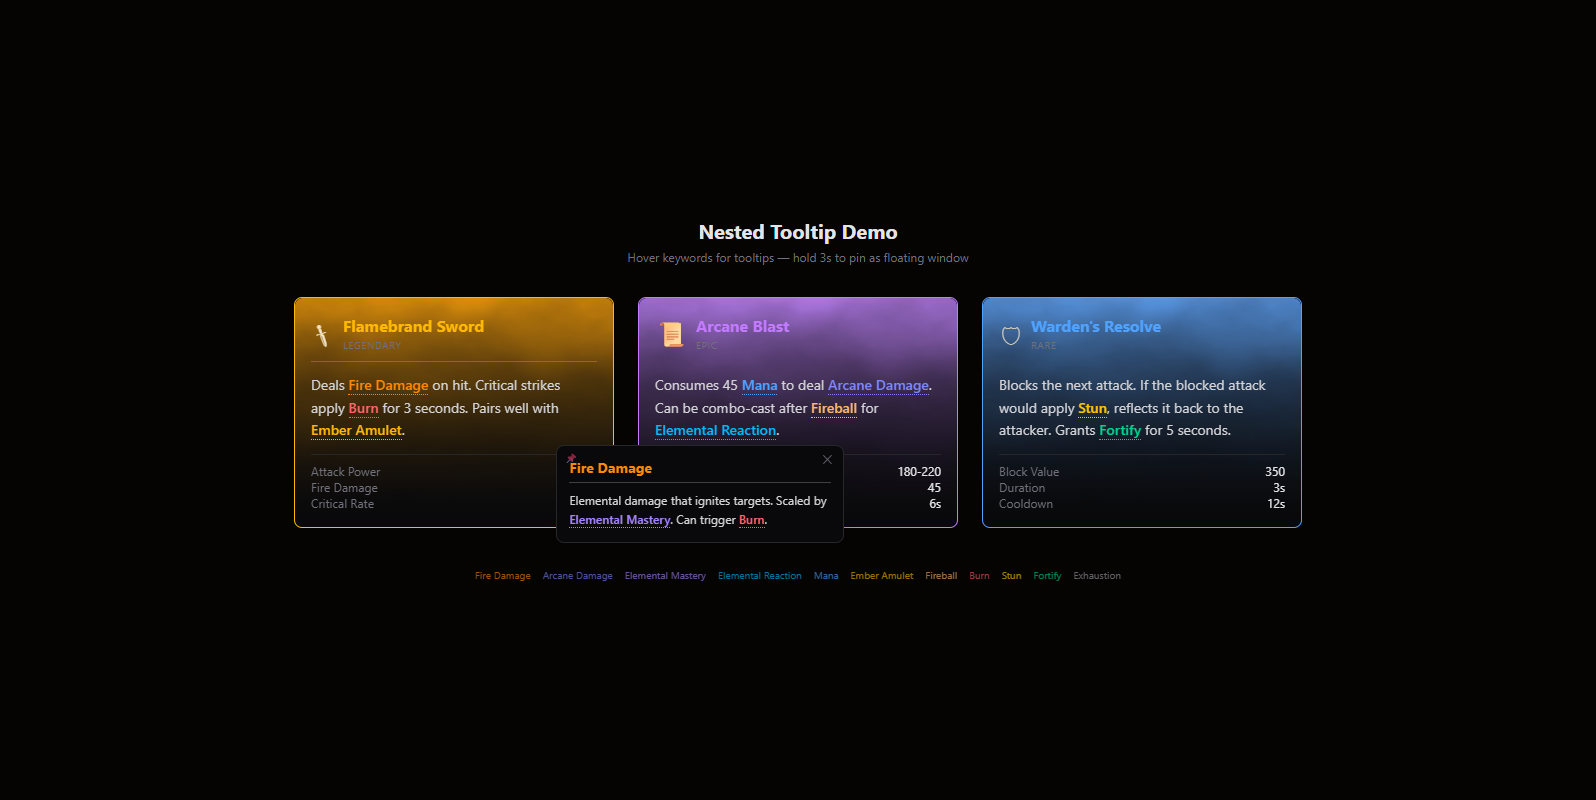 Nested Tooltip Demo
Hover keywords for tooltips — hold 3s to pin as floating window
Flamebrand Sword
LEGENDARY
Deals Fire Damage on hit. Critical strikes
apply Burn for 3 seconds. Pairs well with
Ember Amulet.
Attack Power
Fire Damage
Critical Rate
Arcane Blast
EPIC
Consumes 45 Mana to deal Arcane Damage.
Can be combo-cast after Fireball for
Elemental Reaction.
180-220
45
6s
Warden's Resolve
RARE
Blocks the next attack. If the blocked attack
would apply Stun, reflects it back to the
attacker. Grants Fortify for 5 seconds.
Block Value 350
Duration 3s
Cooldown 12s
Fire Damage
Elemental damage that ignites targets. Scaled by
Elemental Mastery. Can trigger Burn.
Fire Damage Arcane Damage Elemental Mastery Elemental Reaction Mana Ember Amulet Fireball Burn Stun Fortify Exhaustion